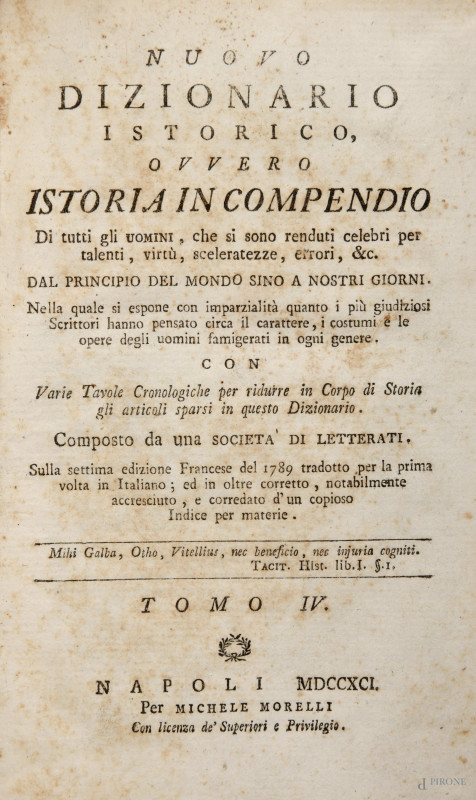 NUOVO
DIZIONARIO
ISTORICO,
OVVERO
ISTORIA IN COMPENDIO
Di tutti gli UOMINI, che si sono renduti celebri per
talenti, virtù, sceleratezze, errori, &c.
DAL PRINCIPIO DEL MONDO SINO A NOSTRI GIORNI.
Nella quale si espone con imparzialità quanto i più giudiziosi
Scrittori hanno pensato circa il carattere, i costumi e le
opere degli uomini famigerati in ogni genere.
CON
Varie Tavole Cronologiche per ridurre in Corpo di Storia
gli articoli sparsi in questo Dizionario.
Composto da una SOCIETA' DI LETTERATI.
Sulla settima edizione Francese del 1789 tradotto per la prima
volta in Italiano; ed in oltre corretto, notabilmente
accresciuto, e corredato d'un copioso
Indice per materie.
Mihi Galba, Otho, Vitellius, nec beneficio, nec injuria cogniti.
TACIT. Hist. lib. I. §. 1.
TOMO IV.
NAPOLI MDCCXCI.
Per MICHELE MORELLI
Con licenza de' Superiori e Privilegio.
PIRONE